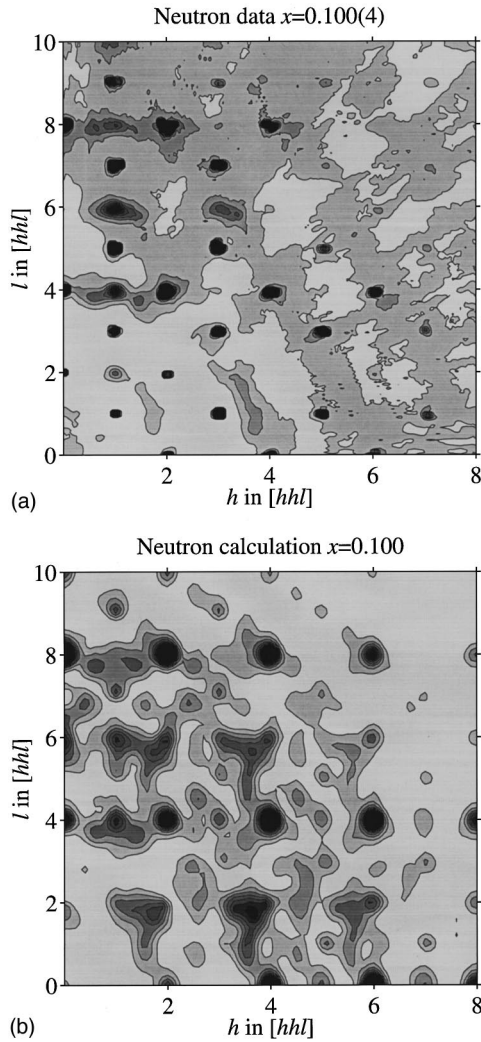 Neutron data x=0.100(4)
10
8
6
4
2
0
l in [hhl]
2 4 6 8
h in [hhl]
(a)
Neutron calculation x=0.100
10
8
6
4
2
0
l in [hhl]
2 4 6 8
h in [hhl]
(b)